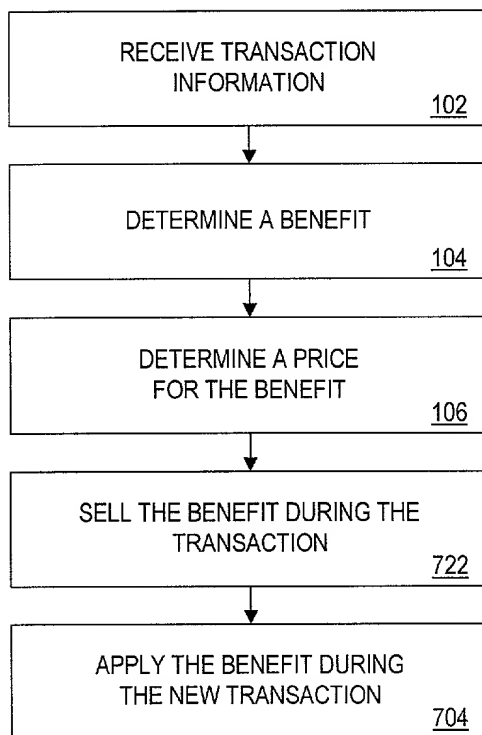 RECEIVE TRANSACTION
INFORMATION
102
DETERMINE A BENEFIT
104
DETERMINE A PRICE
FOR THE BENEFIT
106
SELL THE BENEFIT DURING THE
TRANSACTION
722
APPLY THE BENEFIT DURING
THE NEW TRANSACTION
704